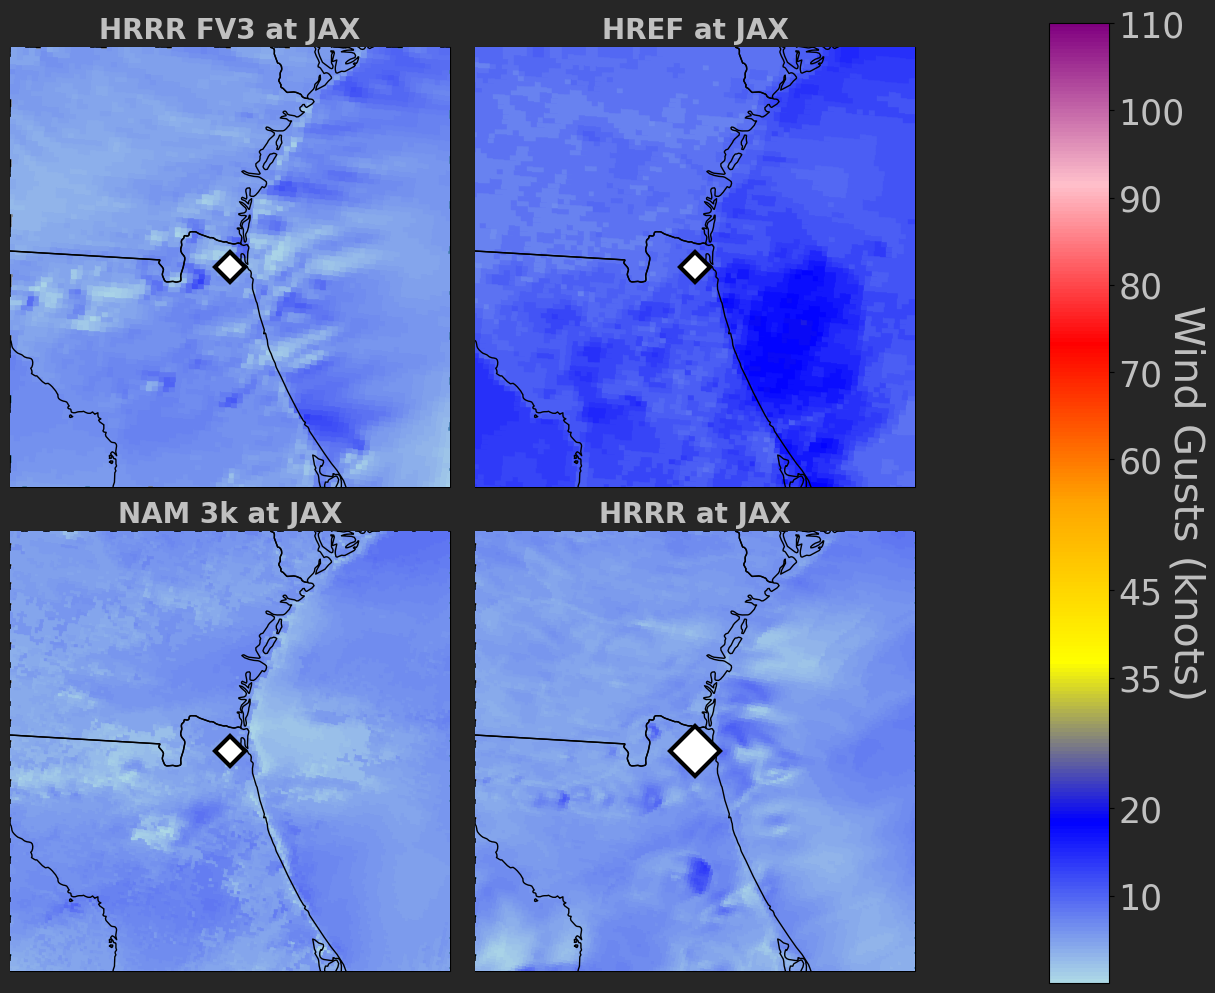 HRRR FV3 at JAX
HREF at JAX
NAM 3k at JAX
HRRR at JAX
110
100
90
80
70
60
45
35
20
10
Wind Gusts (knots)